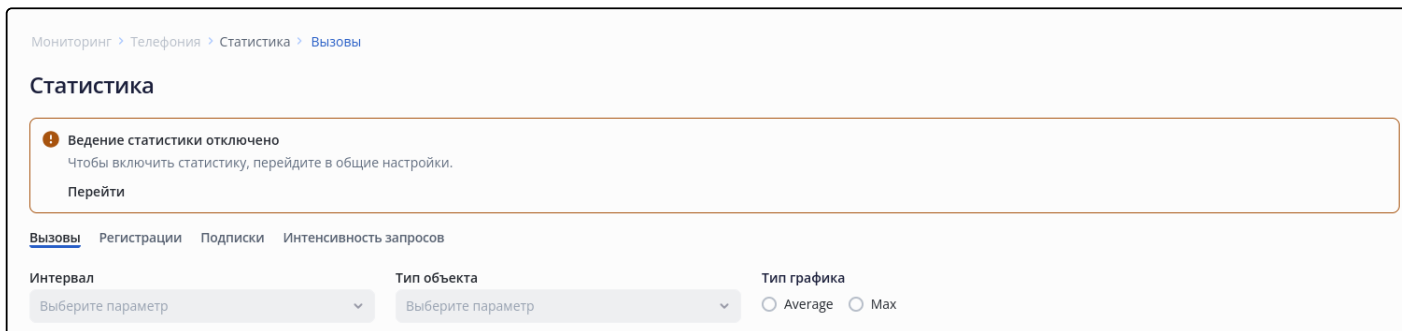 Мониторинг > Телефония > Статистика > Вызовы
Статистика
Ведение статистики отключено
Чтобы включить статистику, перейдите в общие настройки.
Перейти
Вызовы Регистрации Подписки Интенсивность запросов
Интервал Тип объекта Тип графика
Выберите параметр Выберите параметр Average Max